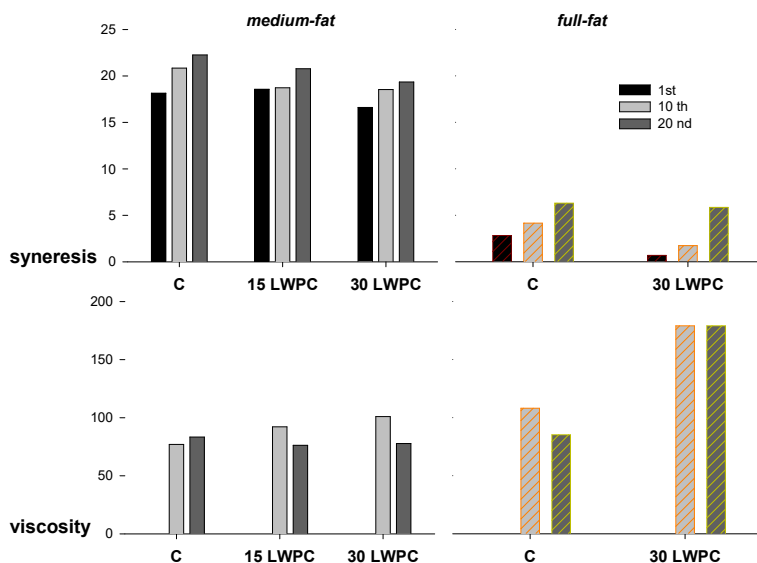 medium-fat
full-fat
25
20
15
10
5
0
1st
10 th
20 nd
syneresis
C
15 LWPC
30 LWPC
C
30 LWPC
200
150
100
50
0
viscosity
C
15 LWPC
30 LWPC
C
30 LWPC